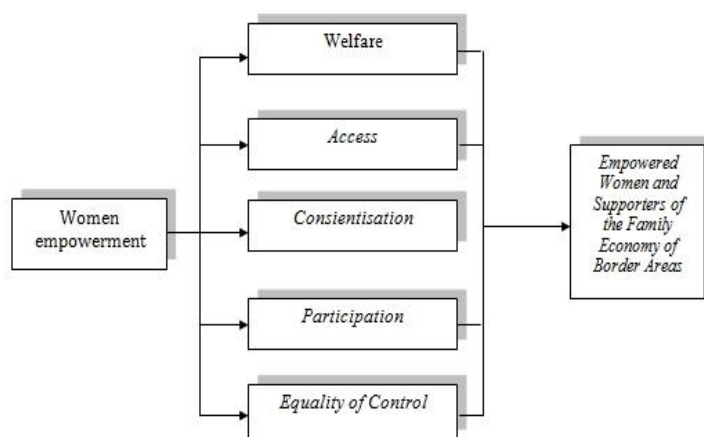 Welfare
Access
Women
empowerment
Consientisation
Participation
Equality of Control
Empowered
Women and
Supporters of
the Family
Economy of
Border Areas